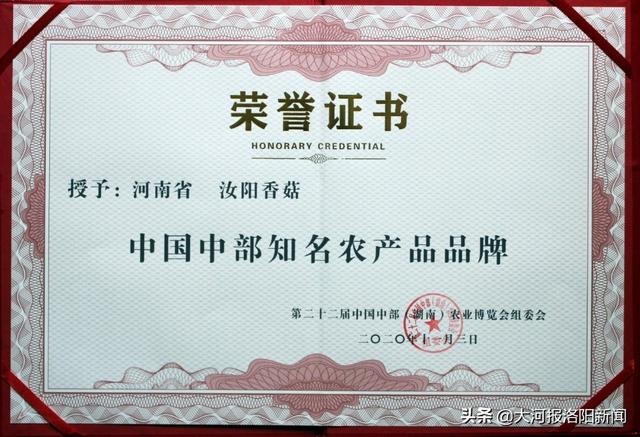 荣誉证书
HONORARY CREDENTIAL
授予：河南省 汝阳香菇
中国中部知名农产品品牌
第二十二届中国中部（湖南）农业博览会组委会
二〇二〇年十一月三日
头条 @大河报洛阳新闻